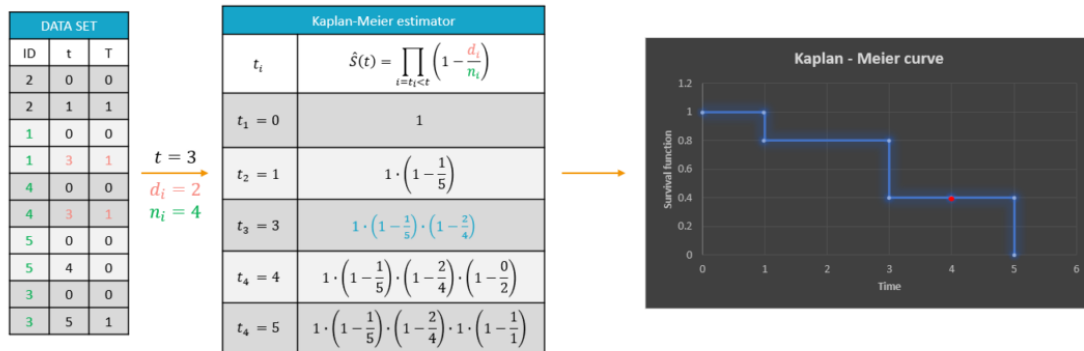 DATA SET
ID t T
2 0 0
2 1 1
1 0 0
1 3 1
4 0 0
4 3 1
5 0 0
5 4 0
3 0 0
3 5 1
t = 3
d_i = 2
n_i = 4
Kaplan-Meier estimator
t_i Ŝ(t) = ∏_{i=t_i<t} (1 − d_i/n_i)
t_1 = 0 1
t_2 = 1 1 · (1 − 1/5)
t_3 = 3 1 · (1 − 1/5) · (1 − 2/4)
t_4 = 4 1 · (1 − 1/5) · (1 − 2/4) · (1 − 0/2)
t_4 = 5 1 · (1 − 1/5) · (1 − 2/4) · 1 · (1 − 1/1)
Kaplan - Meier curve
Survival function
1.2
1
0.8
0.6
0.4
0.2
0
0 1 2 3 4 5 6
Time